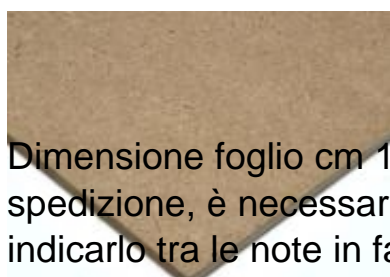 Dimensione foglio cm 1
spedizione, è necessar
indicarlo tra le note in fa